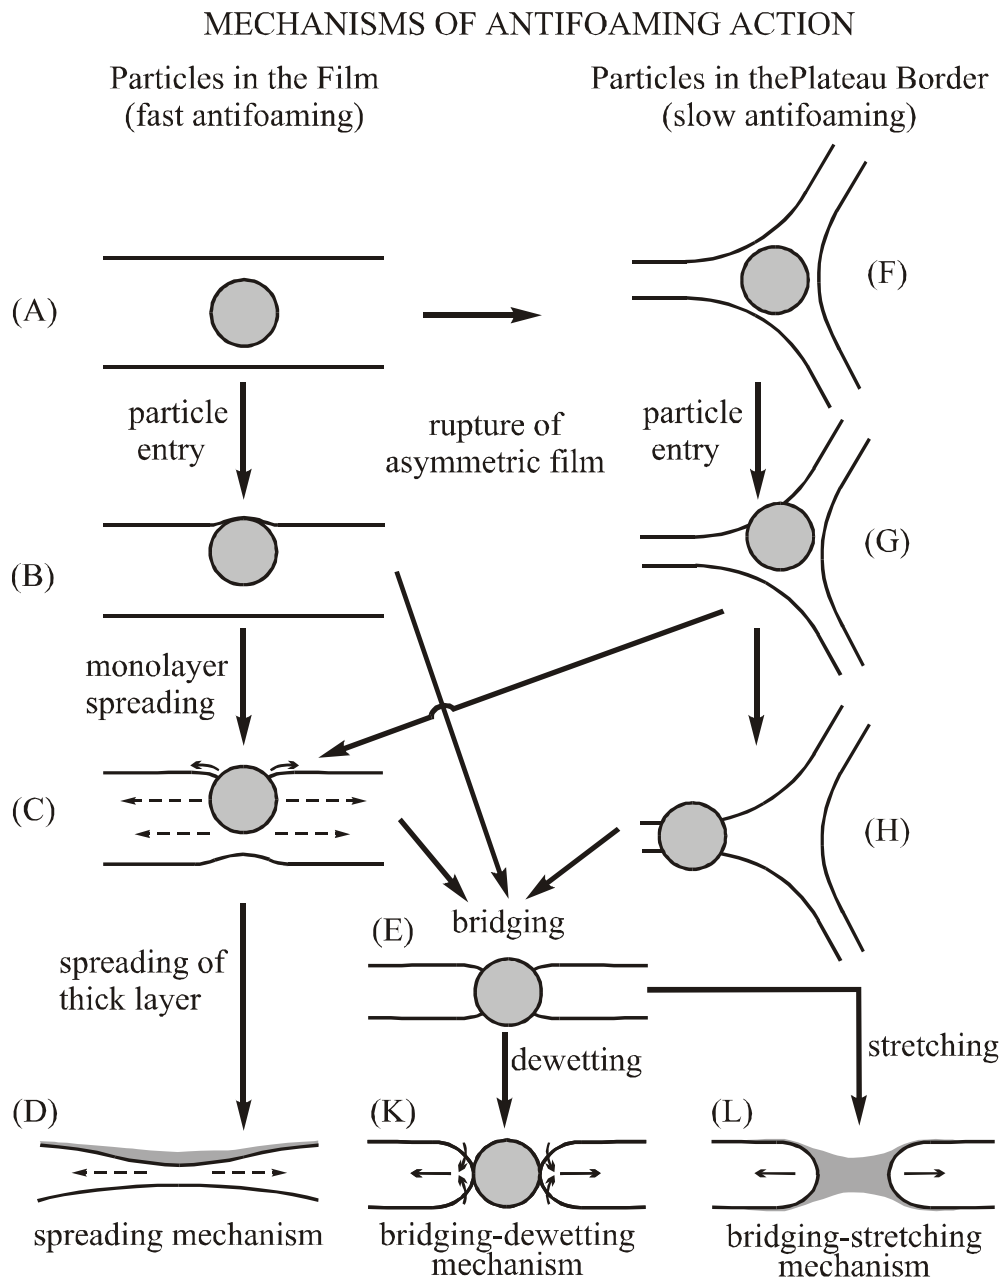 MECHANISMS OF ANTIFOAMING ACTION
Particles in the Film
(fast antifoaming)
Particles in thePlateau Border
(slow antifoaming)
(A)
(F)
particle
entry
rupture of
asymmetric film
particle
entry
(B)
(G)
monolayer
spreading
(C)
(H)
(E)
bridging
spreading of
thick layer
dewetting
stretching
(D)
(K)
(L)
spreading mechanism
bridging-dewetting
mechanism
bridging-stretching
mechanism